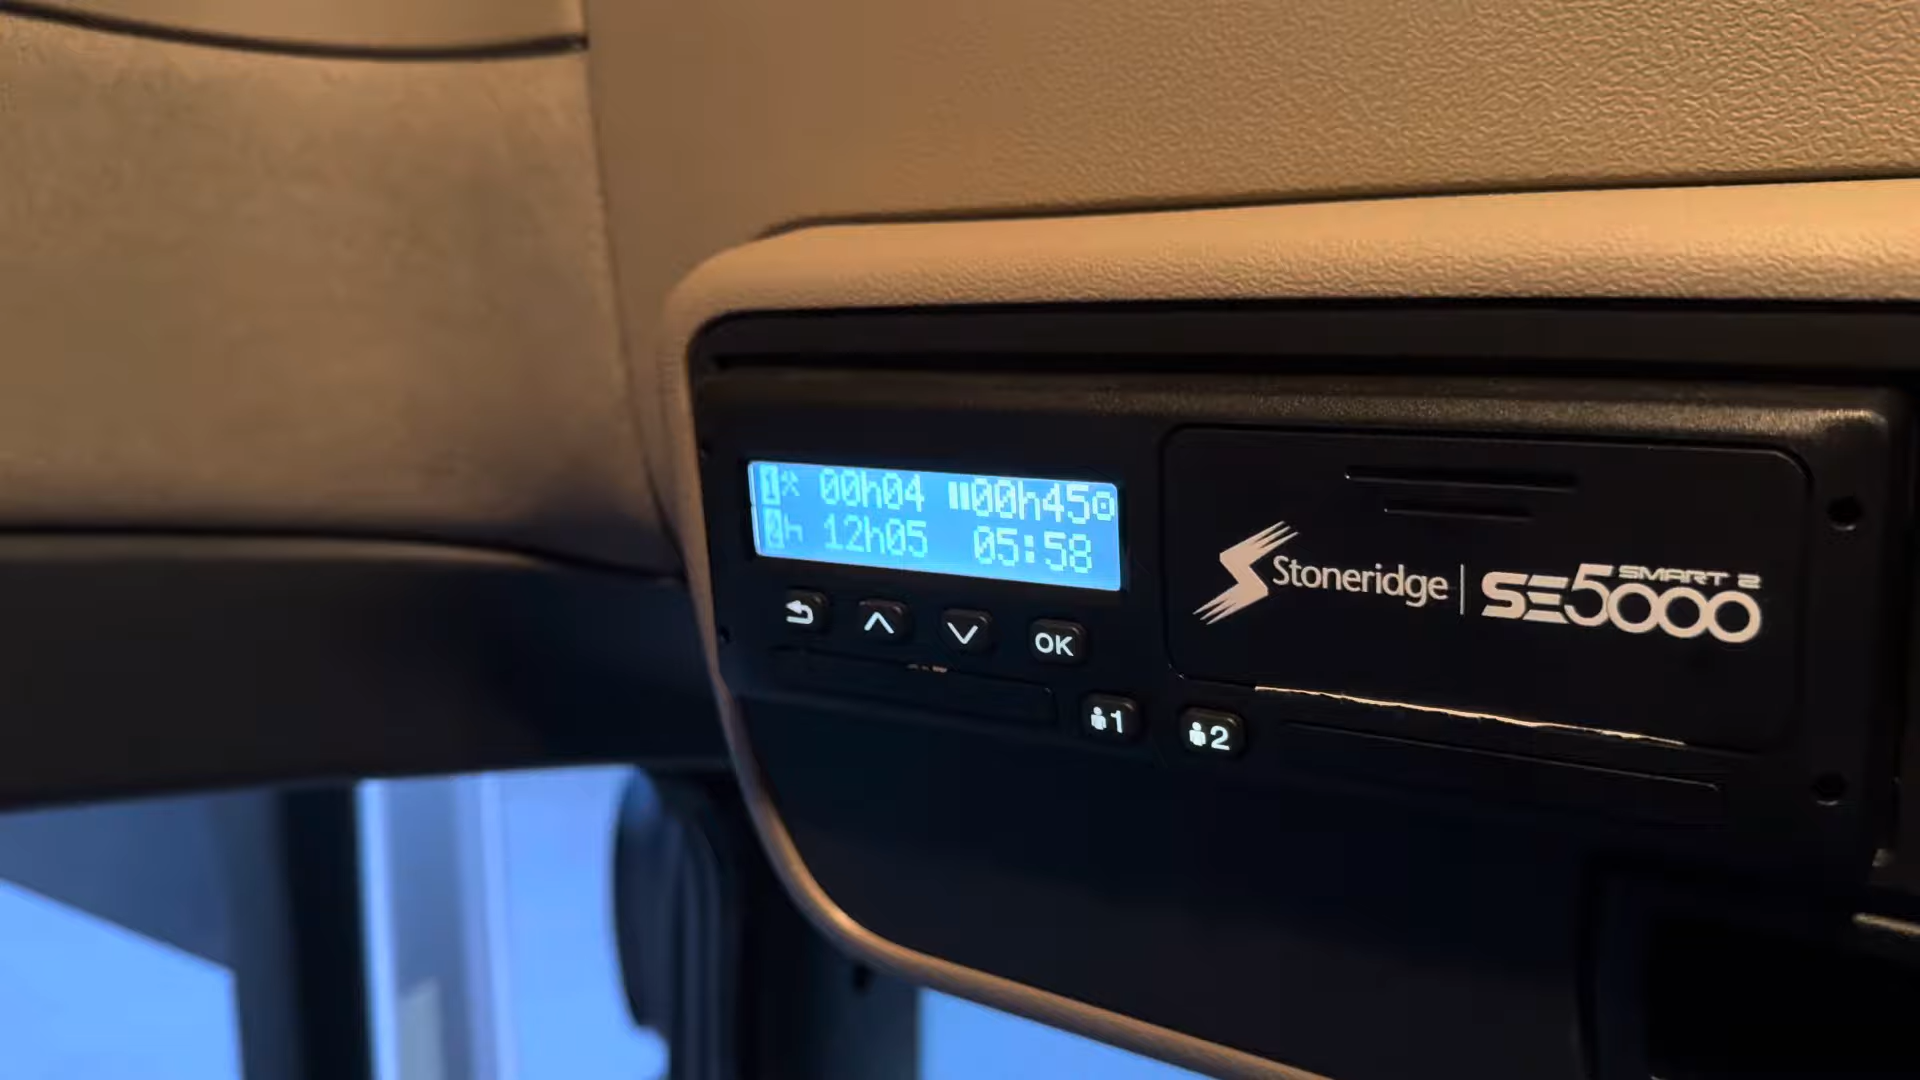 1 00h04 00h45
0h 12h05 05:58
OK
1 2
Stoneridge | SE5000
SMART 2